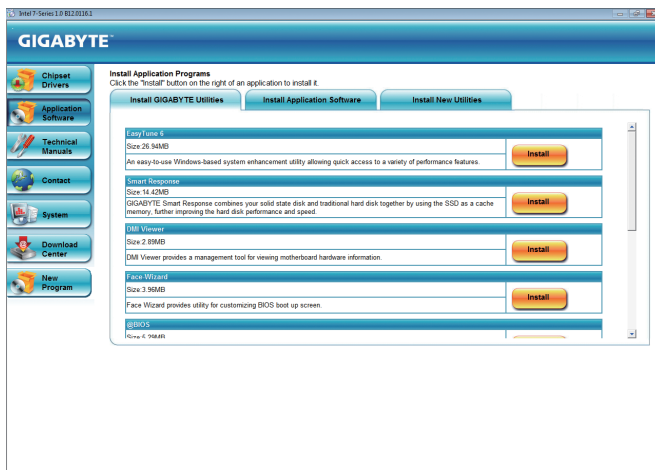 Intel 7-Series 1.0 B12.0116.1
GIGABYTE™
Chipset
Drivers
Application
Software
Technical
Manuals
Contact
System
Download
Center
New
Program
Install Application Programs
Click the "Install" button on the right of an application to install it.
Install GIGABYTE Utilities
Install Application Software
Install New Utilities
EasyTune 6
Size:26.94MB
An easy-to-use Windows-based system enhancement utility allowing quick access to a variety of performance features.
Install
Smart Response
Size:14.42MB
GIGABYTE Smart Response combines your solid state disk and traditional hard disk together by using the SSD as a cache
memory, further improving the hard disk performance and speed.
Install
DMI Viewer
Size:2.89MB
DMI Viewer provides a management tool for viewing motherboard hardware information.
Install
Face-Wizard
Size:3.96MB
Face Wizard provides utility for customizing BIOS boot up screen.
Install
@BIOS
Size:5.29MB